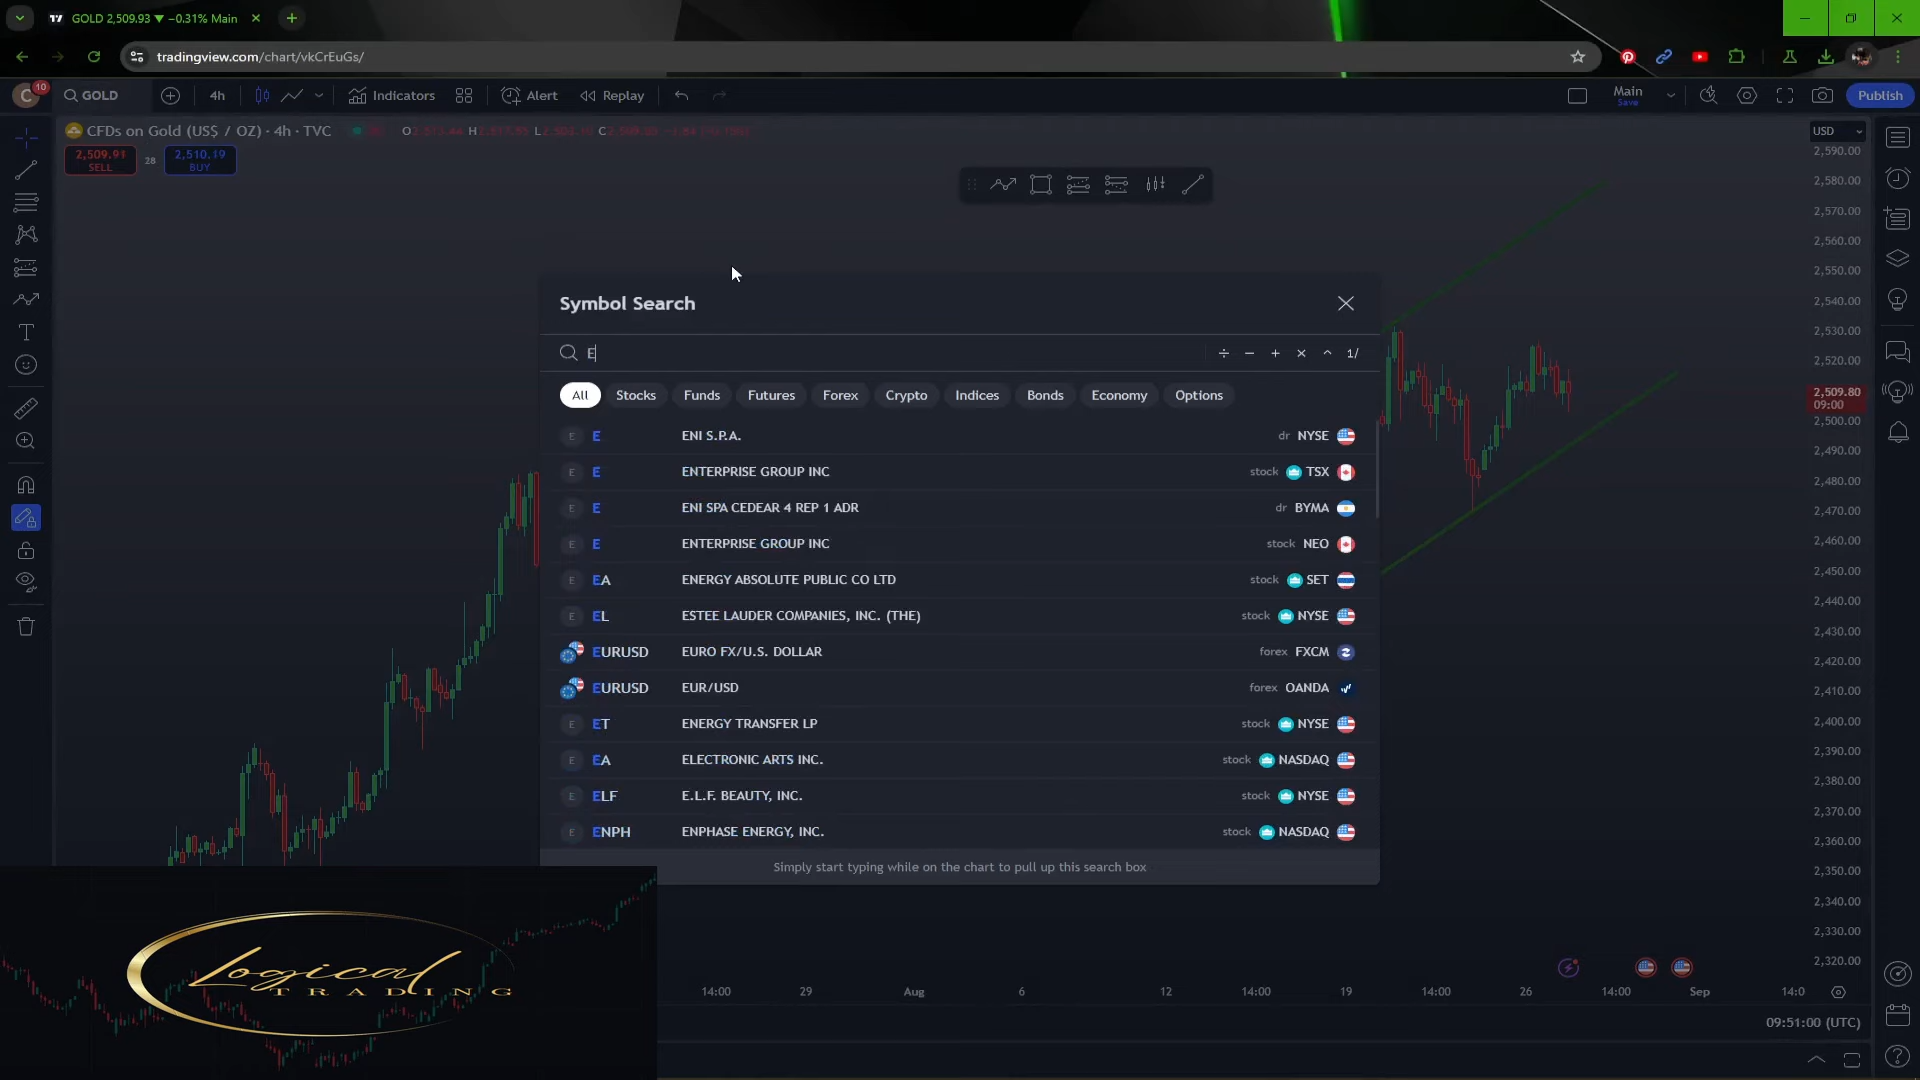 GOLD 2,509.93 ▼ −0.31% Main
tradingview.com/chart/vkCrEuGs/
C 10 GOLD 4h Indicators Alert Replay Main Save Publish
CFDs on Gold (US$ / OZ) · 4h · TVC
USD
2,509.91 SELL 28 2,510.19 BUY
2,590.00
2,580.00
2,570.00
2,560.00
2,550.00
2,540.00
2,530.00
2,520.00
2,509.80
09:00
2,500.00
2,490.00
2,480.00
2,470.00
2,460.00
2,450.00
2,440.00
2,430.00
2,420.00
2,410.00
2,400.00
2,390.00
2,380.00
2,370.00
2,360.00
2,350.00
2,340.00
2,330.00
2,320.00
Symbol Search
E ÷ − + × ^ 1/
All Stocks Funds Futures Forex Crypto Indices Bonds Economy Options
E E ENI S.P.A. dr NYSE
E E ENTERPRISE GROUP INC stock TSX
E E ENI SPA CEDEAR 4 REP 1 ADR dr BYMA
E E ENTERPRISE GROUP INC stock NEO
E EA ENERGY ABSOLUTE PUBLIC CO LTD stock SET
E EL ESTEE LAUDER COMPANIES, INC. (THE) stock NYSE
EURUSD EURO FX/U.S. DOLLAR forex FXCM
EURUSD EUR/USD forex OANDA
E ET ENERGY TRANSFER LP stock NYSE
E EA ELECTRONIC ARTS INC. stock NASDAQ
E ELF E.L.F. BEAUTY, INC. stock NYSE
E ENPH ENPHASE ENERGY, INC. stock NASDAQ
Simply start typing while on the chart to pull up this search box
14:00 29 Aug 6 12 14:00 19 14:00 26 14:00 Sep 14:0
09:51:00 (UTC)
Logical
TRADING